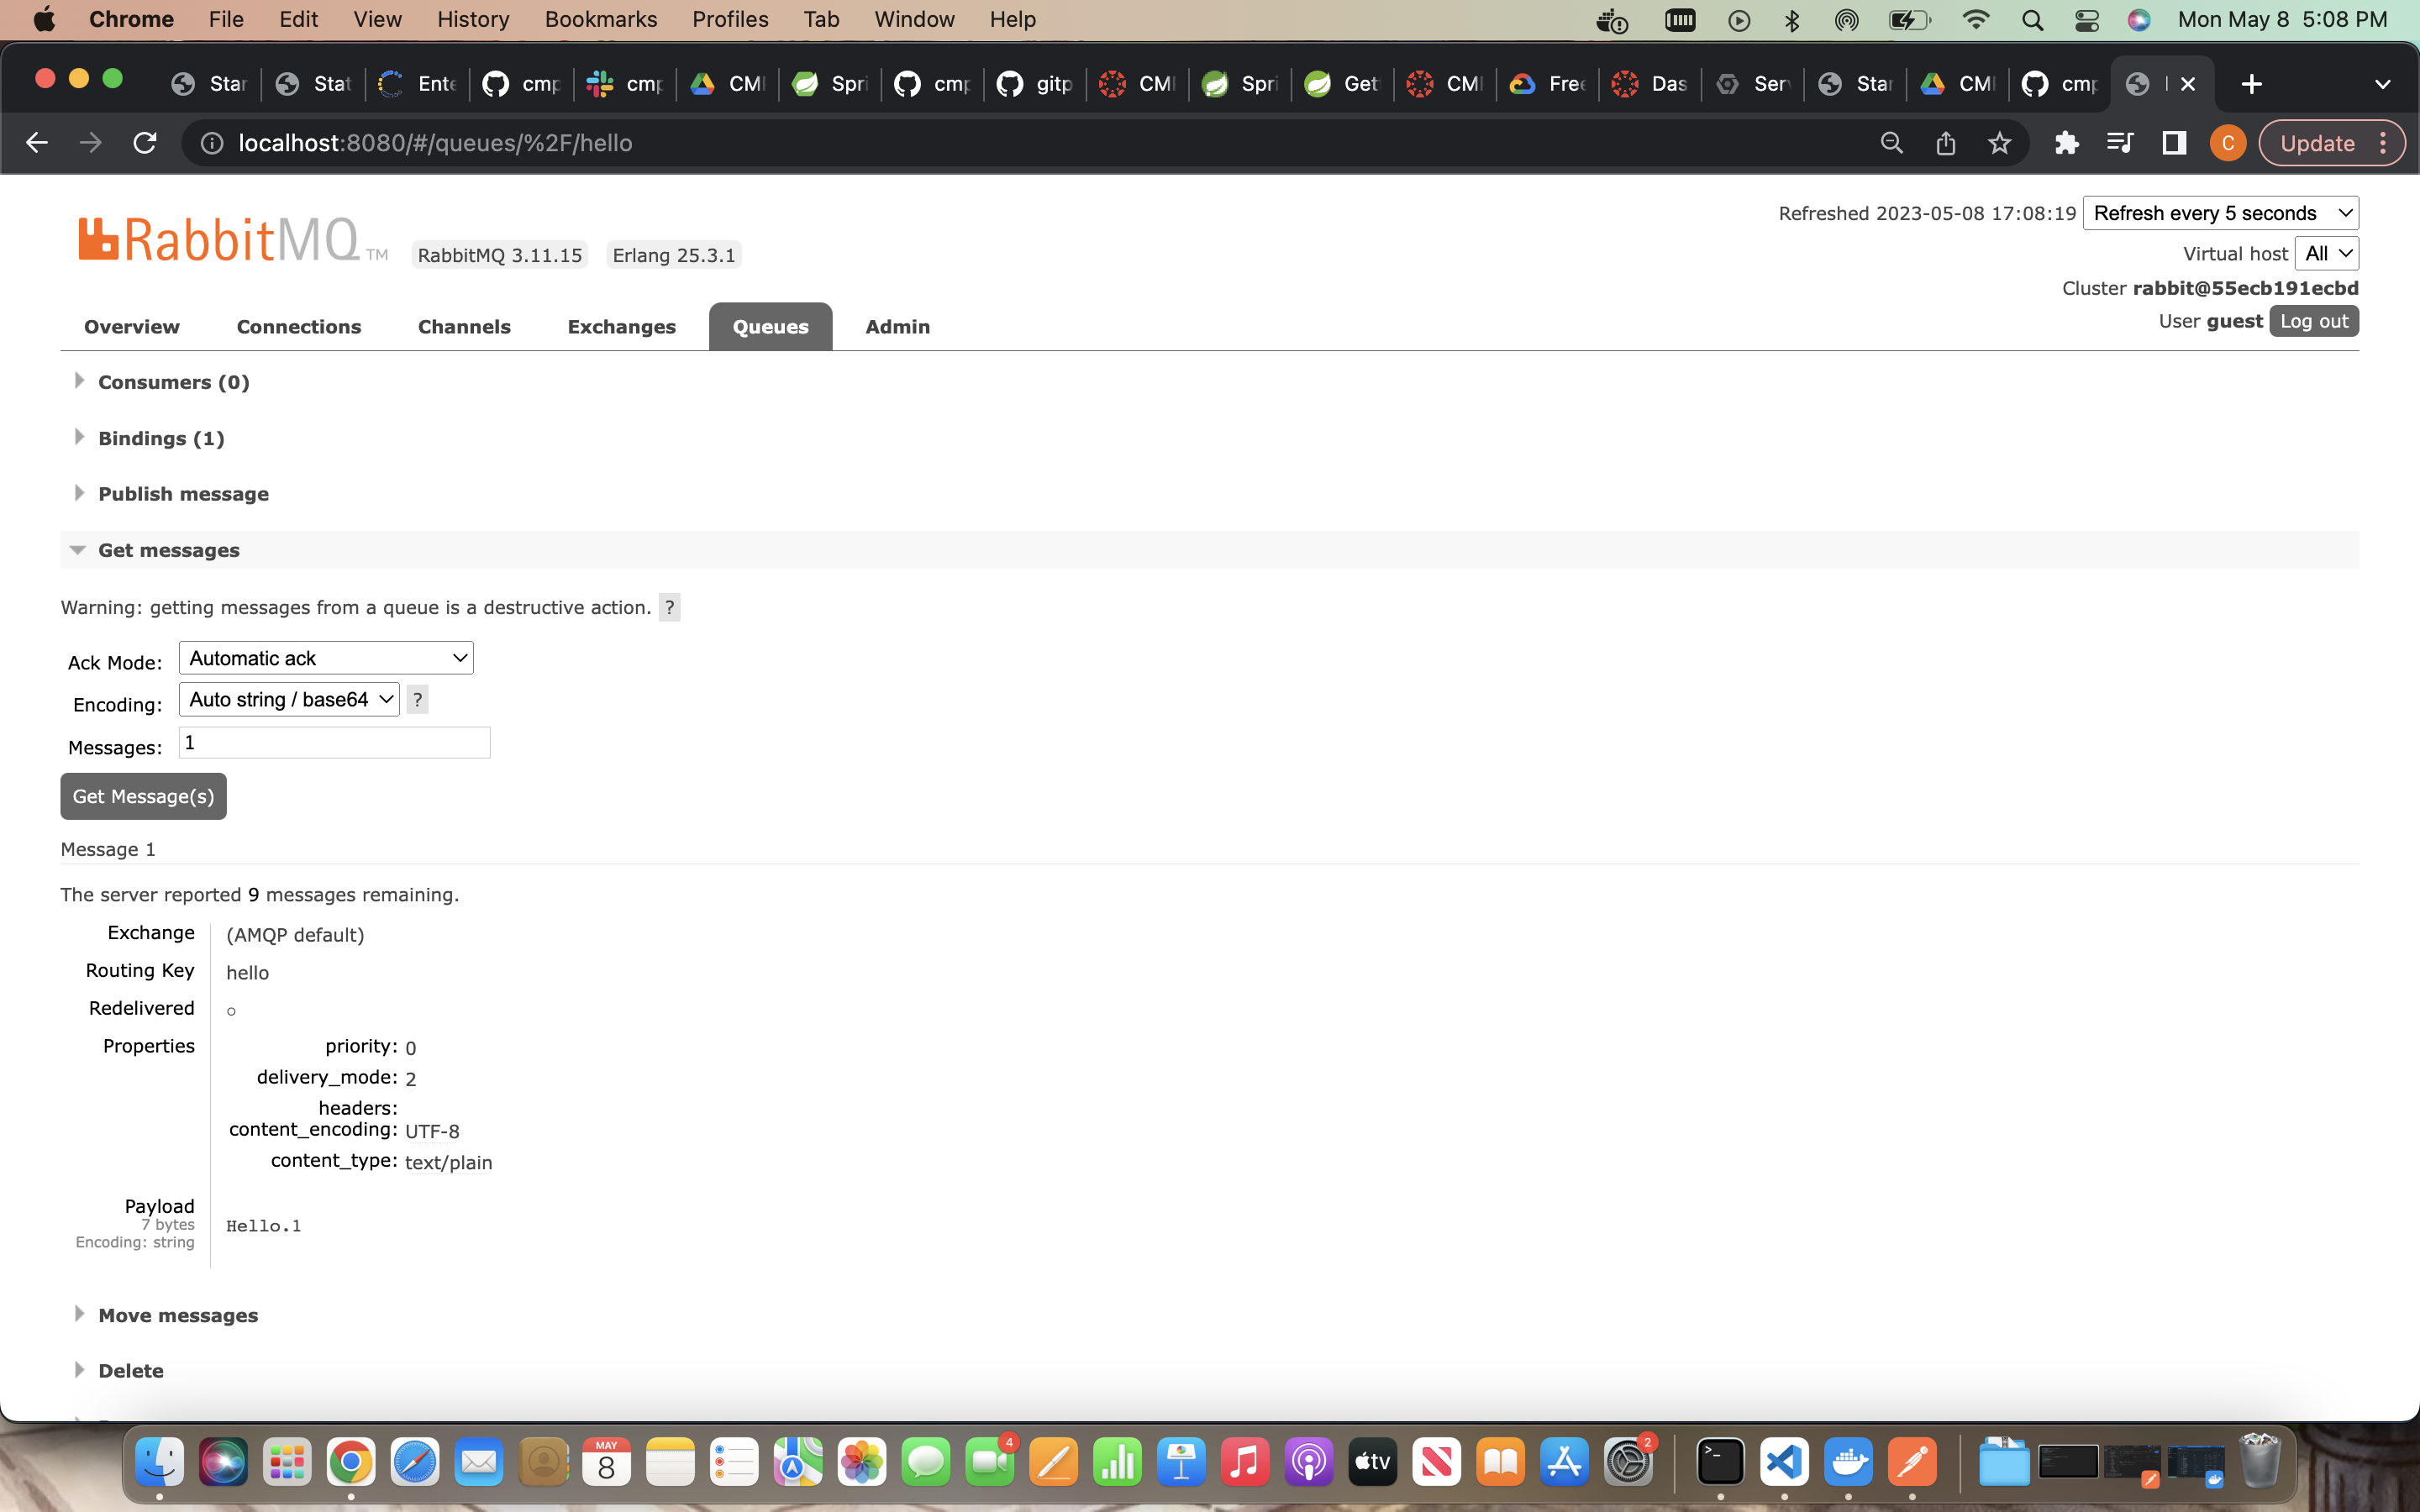 Chrome File Edit View History Bookmarks Profiles Tab Window Help Mon May 8 5:08 PM
Star Stat Ente cmp cmp CMI Spri cmp gitp CMI Spri Get CMI Free Das Serv Star CMI cmp
localhost:8080/#/queues/%2F/hello C Update
RabbitMQ TM RabbitMQ 3.11.15 Erlang 25.3.1
Refreshed 2023-05-08 17:08:19 Refresh every 5 seconds
Virtual host All
Cluster rabbit@55ecb191ecbd
User guest Log out
Overview Connections Channels Exchanges Queues Admin
Consumers (0)
Bindings (1)
Publish message
Get messages
Warning: getting messages from a queue is a destructive action. ?
Ack Mode: Automatic ack
Encoding: Auto string / base64 ?
Messages: 1
Get Message(s)
Message 1
The server reported 9 messages remaining.
Exchange (AMQP default)
Routing Key hello
Redelivered ○
Properties priority: 0
delivery_mode: 2
headers:
content_encoding: UTF-8
content_type: text/plain
Payload
7 bytes
Encoding: string
Hello.1
Move messages
Delete
MAY
8
4
tv
2